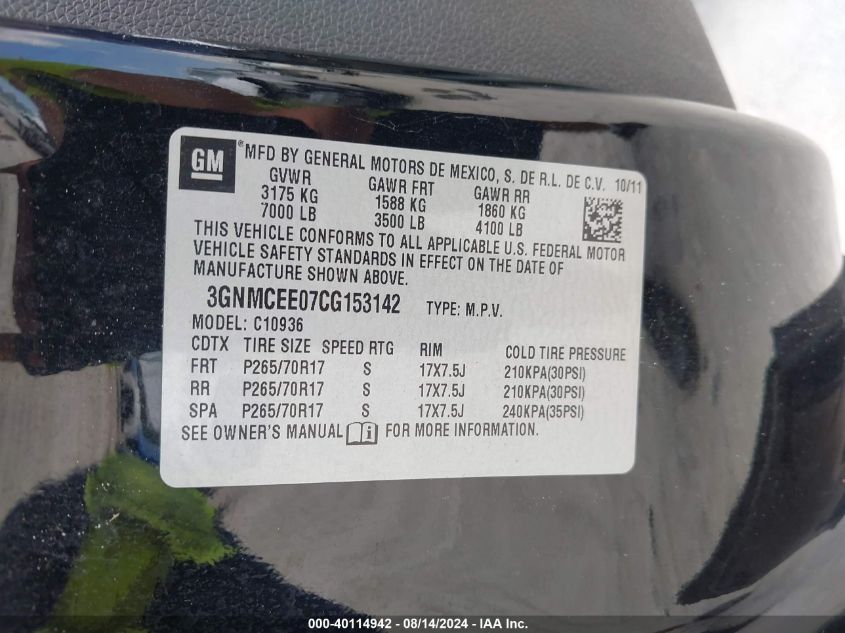 GM ® MFD BY GENERAL MOTORS DE MEXICO, S. DE R.L. DE C.V. 10/11
GVWR GAWR FRT GAWR RR
3175 KG 1588 KG 1860 KG
7000 LB 3500 LB 4100 LB
THIS VEHICLE CONFORMS TO ALL APPLICABLE U.S. FEDERAL MOTOR
VEHICLE SAFETY STANDARDS IN EFFECT ON THE DATE OF
MANUFACTURE SHOWN ABOVE.
3GNMCEE07CG153142 TYPE: M.P.V.
MODEL: C10936
CDTX TIRE SIZE SPEED RTG RIM COLD TIRE PRESSURE
FRT P265/70R17 S 17X7.5J 210KPA(30PSI)
RR P265/70R17 S 17X7.5J 210KPA(30PSI)
SPA P265/70R17 S 17X7.5J 240KPA(35PSI)
SEE OWNER'S MANUAL i FOR MORE INFORMATION.
000-40114942 - 08/14/2024 - IAA Inc.